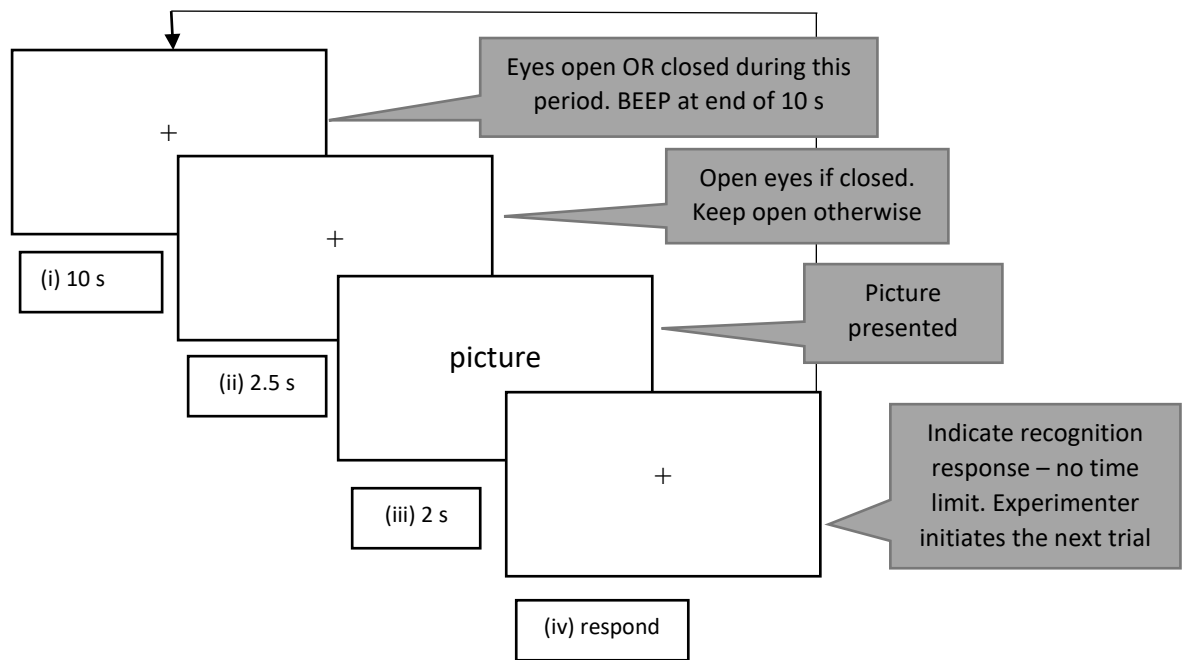 Eyes open OR closed during this
period. BEEP at end of 10 s
+
(i) 10 s
Open eyes if closed.
Keep open otherwise
+
(ii) 2.5 s
Picture
presented
picture
(iii) 2 s
Indicate recognition
response – no time
limit. Experimenter
initiates the next trial
+
(iv) respond